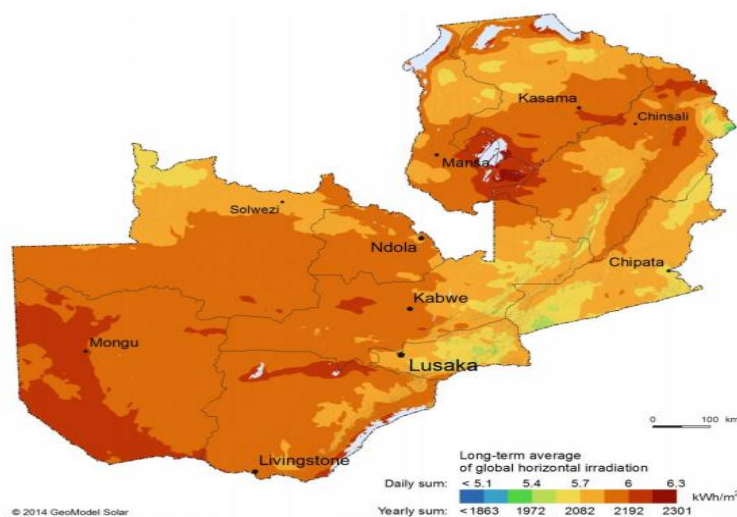 Kasama
Chinsali
Mansa
Solwezi
Ndola
Chipata
Kabwe
Mongu
Lusaka
0 100 km
Livingstone
Long-term average
of global horizontal irradiation
Daily sum: < 5.1 5.4 5.7 6 6.3
kWh/m²
Yearly sum: <1863 1972 2082 2192 2301
© 2014 GeoModel Solar